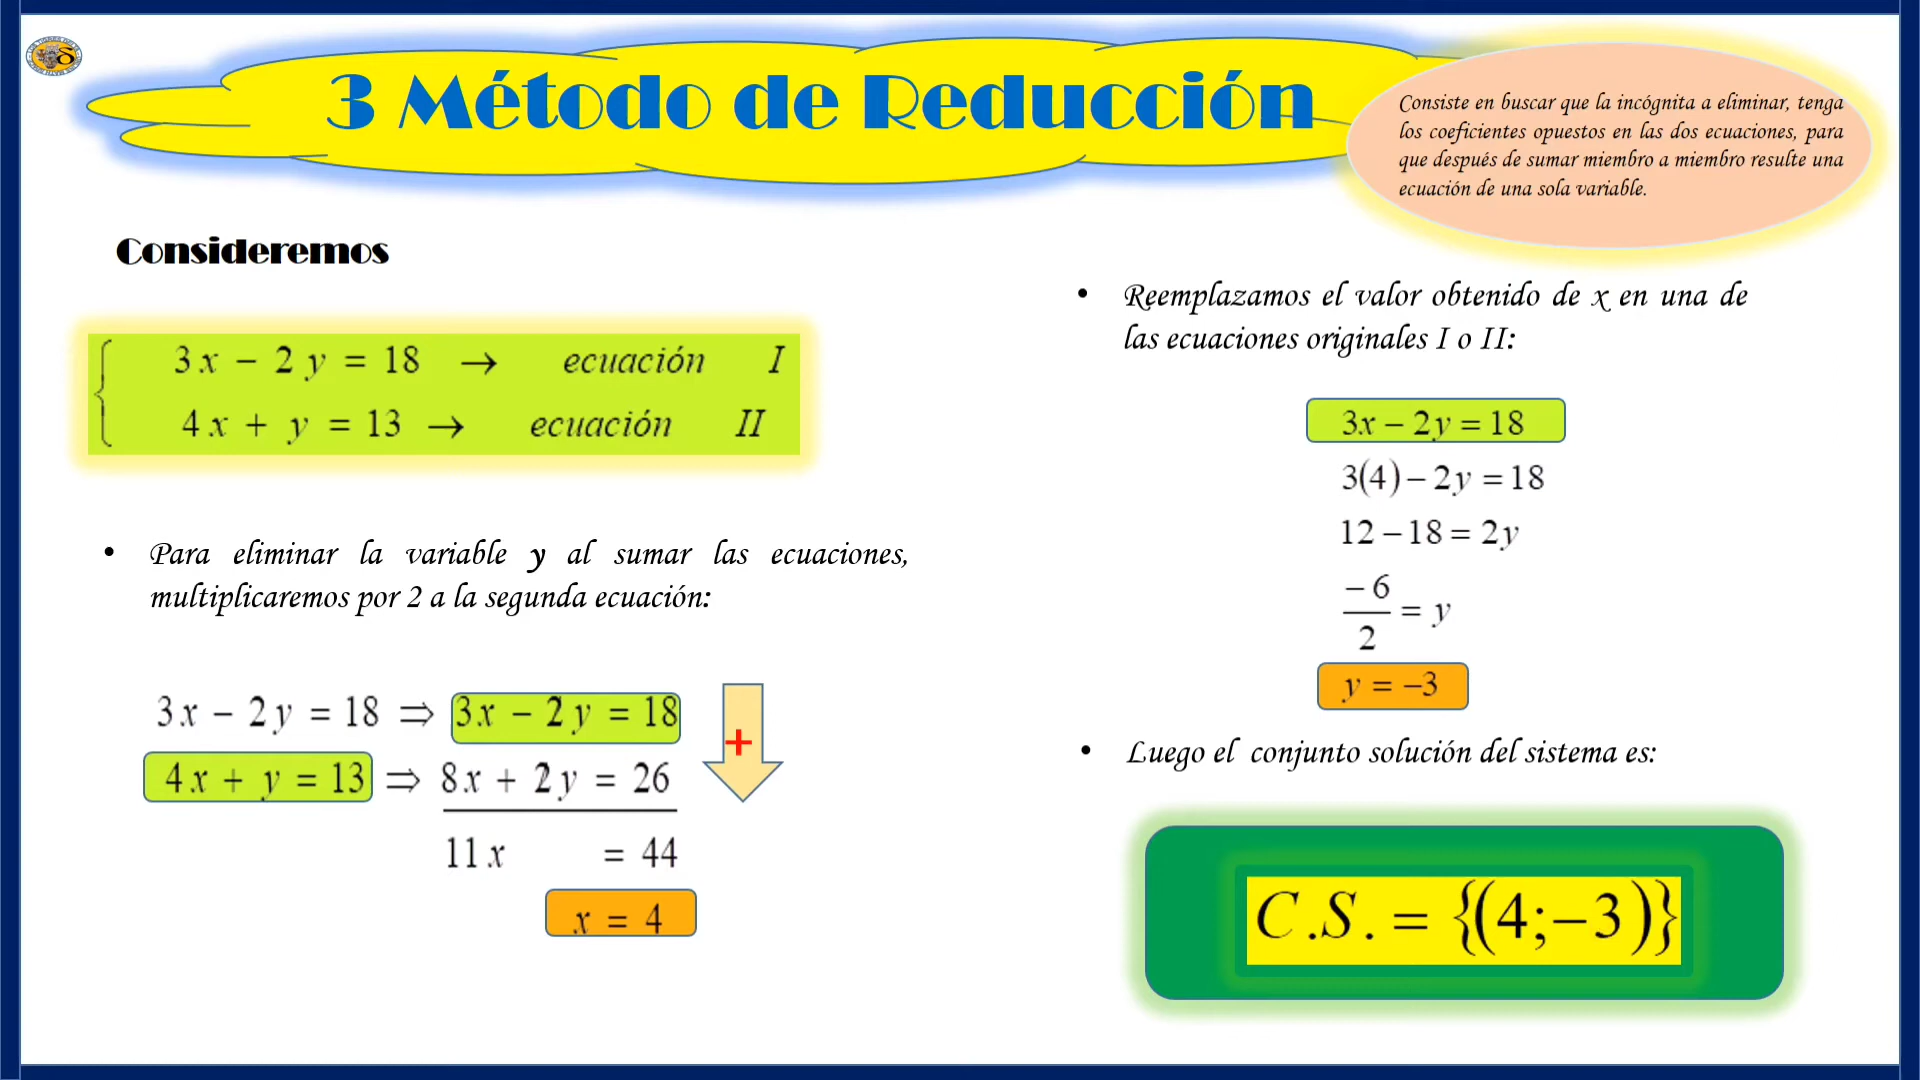 3 Método de Reducción
Consiste en buscar que la incógnita a eliminar, tenga
los coeficientes opuestos en las dos ecuaciones, para
que después de sumar miembro a miembro resulte una
ecuación de una sola variable.
Consideremos
3x − 2y = 18 → ecuación I
4x + y = 13 → ecuación II
• Para eliminar la variable y al sumar las ecuaciones,
multiplicaremos por 2 a la segunda ecuación:
3x − 2y = 18 ⇒ 3x − 2y = 18
4x + y = 13 ⇒ 8x + 2y = 26
+
11x = 44
x = 4
• Reemplazamos el valor obtenido de x en una de
las ecuaciones originales I o II:
3x − 2y = 18
3(4) − 2y = 18
12 − 18 = 2y
−6
2
= y
y = −3
• Luego el conjunto solución del sistema es:
C.S. = {(4;−3)}